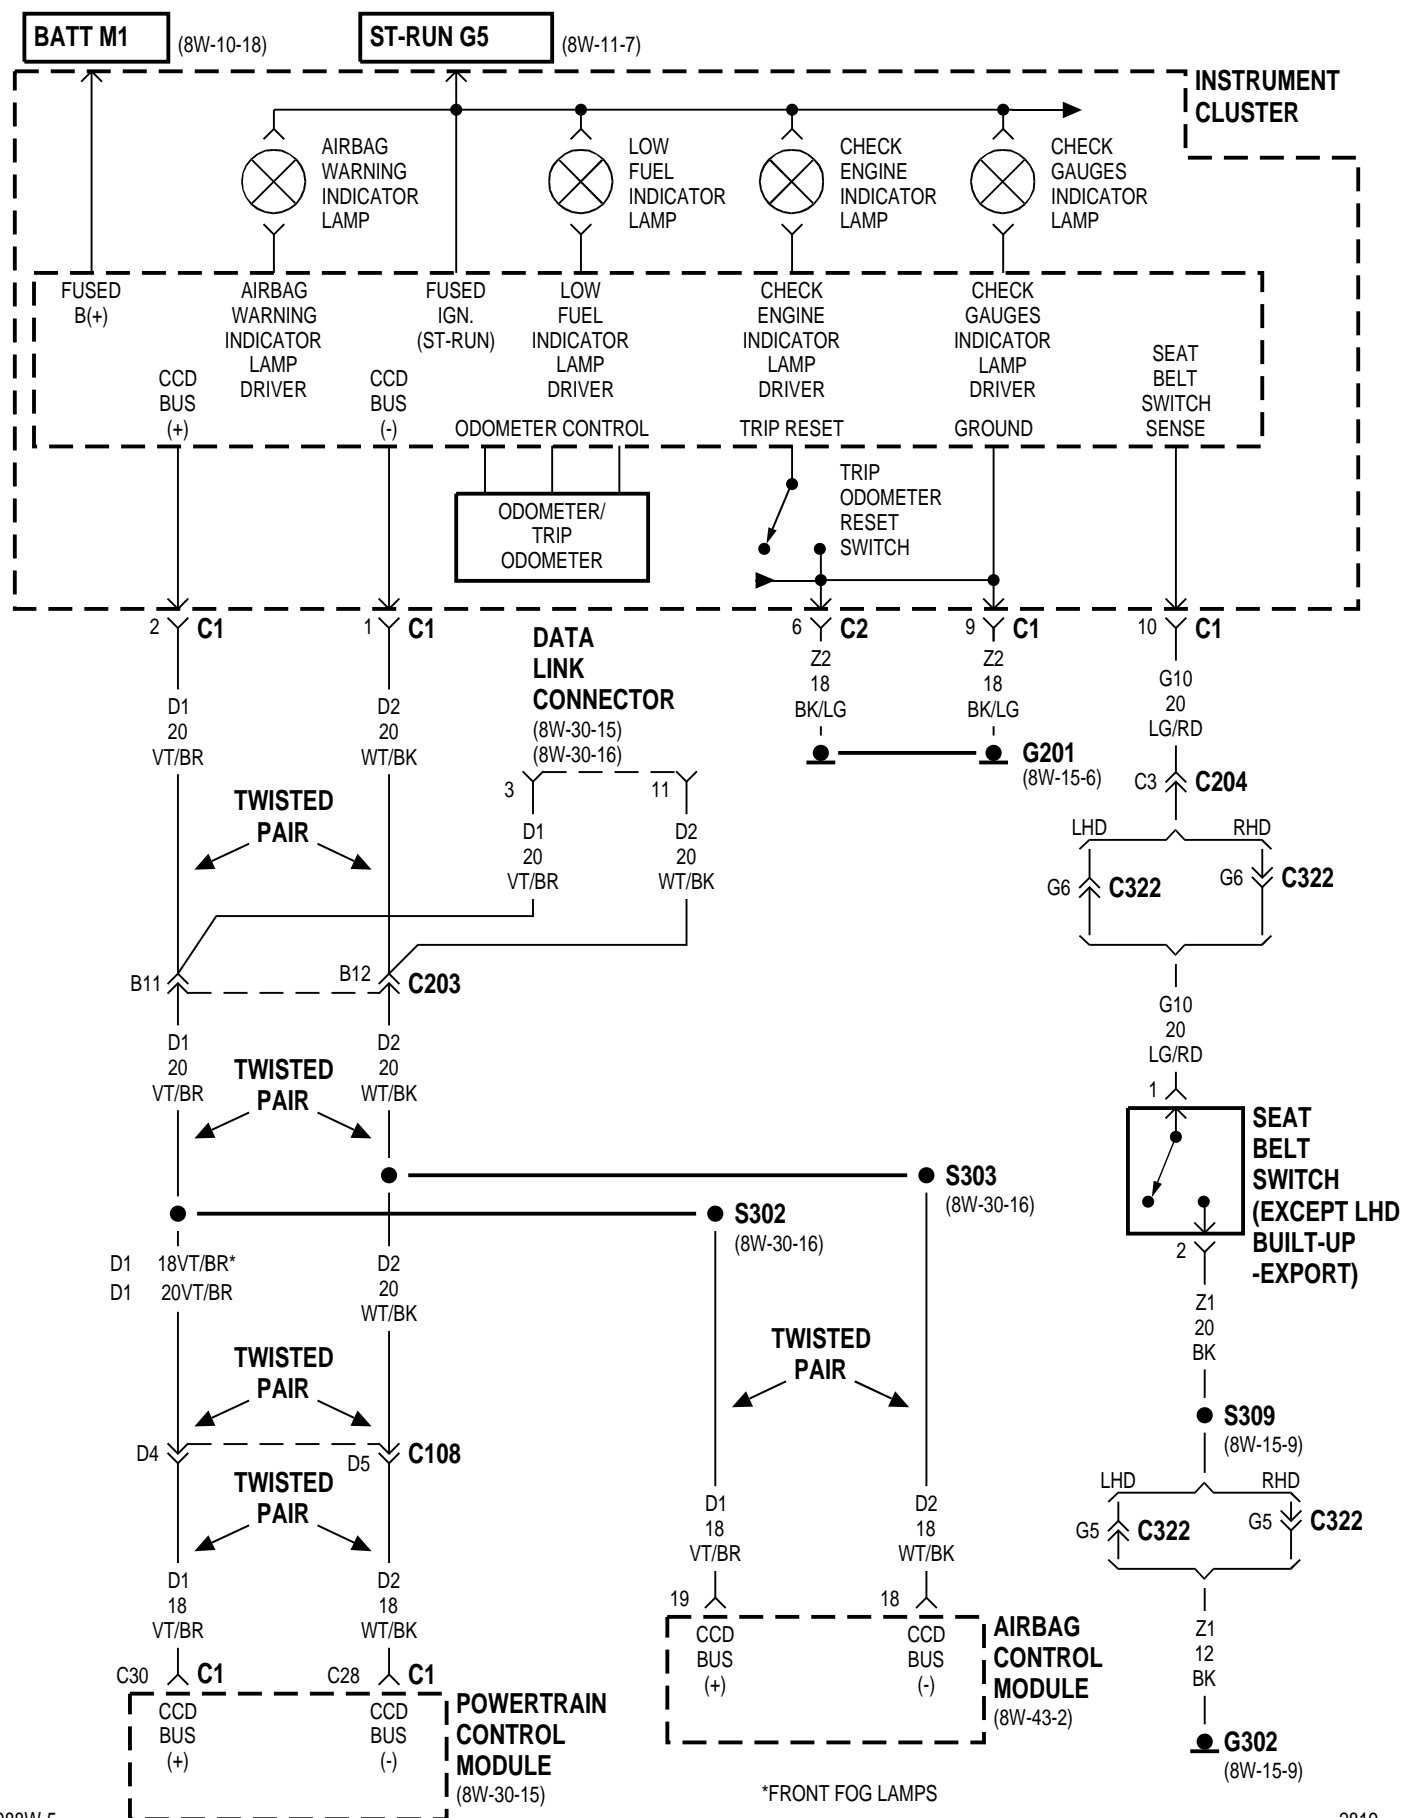 BATT M1
(8W-10-18)
ST-RUN G5
(8W-11-7)
INSTRUMENT
CLUSTER
AIRBAG
WARNING
INDICATOR
LAMP
LOW
FUEL
INDICATOR
LAMP
CHECK
ENGINE
INDICATOR
LAMP
CHECK
GAUGES
INDICATOR
LAMP
FUSED
B(+)
AIRBAG
WARNING
INDICATOR
LAMP
DRIVER
FUSED
IGN.
(ST-RUN)
LOW
FUEL
INDICATOR
LAMP
DRIVER
CHECK
ENGINE
INDICATOR
LAMP
DRIVER
CHECK
GAUGES
INDICATOR
LAMP
DRIVER
SEAT
BELT
SWITCH
SENSE
CCD
BUS
(+)
CCD
BUS
(-)
ODOMETER CONTROL
TRIP RESET
GROUND
ODOMETER/
TRIP
ODOMETER
TRIP
ODOMETER
RESET
SWITCH
2 C1
1 C1
6 C2
9 C1
10 C1
D1
20
VT/BR
D2
20
WT/BK
DATA
LINK
CONNECTOR
(8W-30-15)
(8W-30-16)
Z2
18
BK/LG
Z2
18
BK/LG
G10
20
LG/RD
G201
(8W-15-6)
TWISTED
PAIR
3
11
D1
20
VT/BR
D2
20
WT/BK
C3 C204
LHD
RHD
G6 C322
G6 C322
B11
B12 C203
G10
20
LG/RD
D1
20
VT/BR
TWISTED
PAIR
D2
20
WT/BK
1
SEAT
BELT
SWITCH
(EXCEPT LHD
BUILT-UP
-EXPORT)
2
S303
(8W-30-16)
S302
(8W-30-16)
D1 18VT/BR*
D1 20VT/BR
D2
20
WT/BK
Z1
20
BK
TWISTED
PAIR
TWISTED
PAIR
S309
(8W-15-9)
D4
D5 C108
TWISTED
PAIR
LHD
RHD
G5 C322
G5 C322
D1
18
VT/BR
D2
18
WT/BK
D1
18
VT/BR
D2
18
WT/BK
19
18
CCD
BUS
(+)
CCD
BUS
(-)
AIRBAG
CONTROL
MODULE
(8W-43-2)
Z1
12
BK
C30 C1
C28 C1
CCD
BUS
(+)
CCD
BUS
(-)
POWERTRAIN
CONTROL
MODULE
(8W-30-15)
G302
(8W-15-9)
*FRONT FOG LAMPS